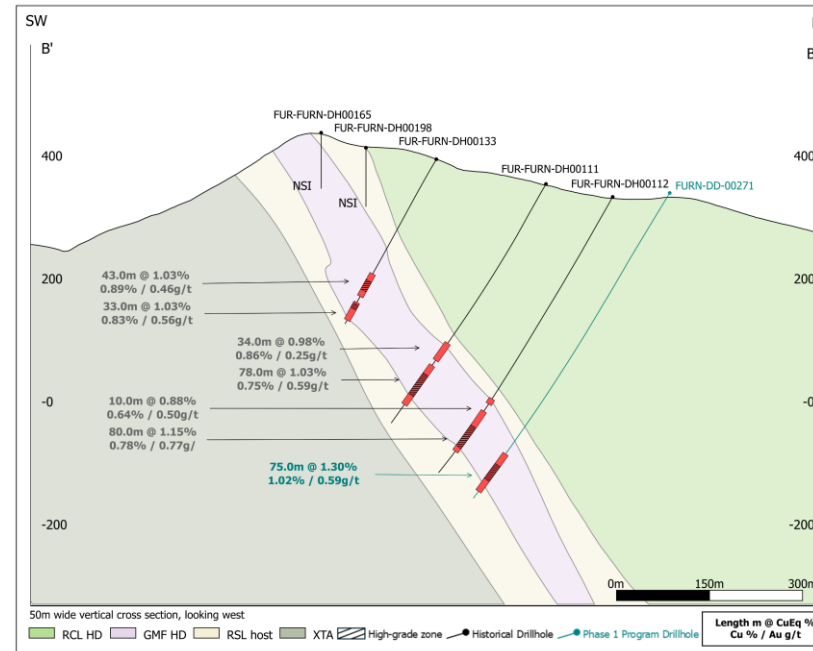 SW
B'
B
FUR-FURN-DH00165
FUR-FURN-DH00198
FUR-FURN-DH00133
FUR-FURN-DH00111
FUR-FURN-DH00112
FURN-DD-00271
400
400
NSI
NSI
200
200
43.0m @ 1.03%
0.89% / 0.46g/t
33.0m @ 1.03%
0.83% / 0.56g/t
34.0m @ 0.98%
0.86% / 0.25g/t
78.0m @ 1.03%
0.75% / 0.59g/t
-0
-0
10.0m @ 0.88%
0.64% / 0.50g/t
80.0m @ 1.15%
0.78% / 0.77g/
75.0m @ 1.30%
1.02% / 0.59g/t
-200
-200
0m 150m 300m
50m wide vertical cross section, looking west
RCL HD GMF HD RSL host XTA High-grade zone Historical Drillhole Phase 1 Program Drillhole
Length m @ CuEq %
Cu % / Au g/t